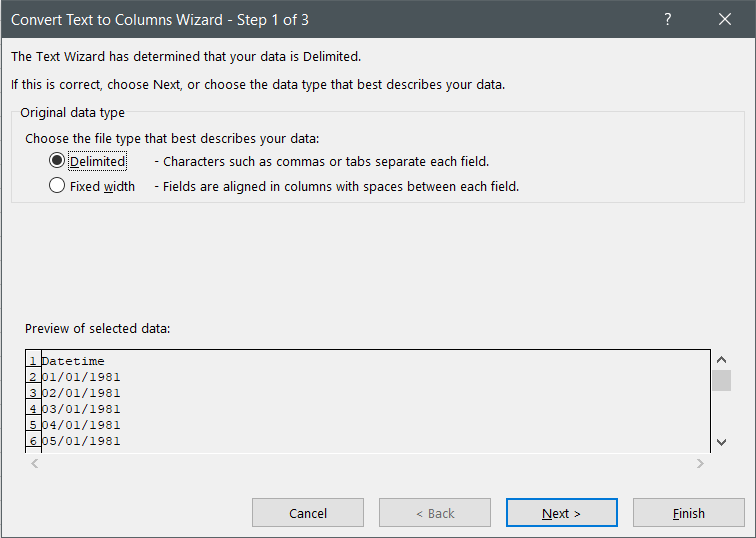 Convert Text to Columns Wizard - Step 1 of 3
?
The Text Wizard has determined that your data is Delimited.
If this is correct, choose Next, or choose the data type that best describes your data.
Original data type
Choose the file type that best describes your data:
Delimited - Characters such as commas or tabs separate each field.
Fixed width - Fields are aligned in columns with spaces between each field.
Preview of selected data:
1 Datetime
2 01/01/1981
3 02/01/1981
4 03/01/1981
5 04/01/1981
6 05/01/1981
Cancel < Back Next > Finish